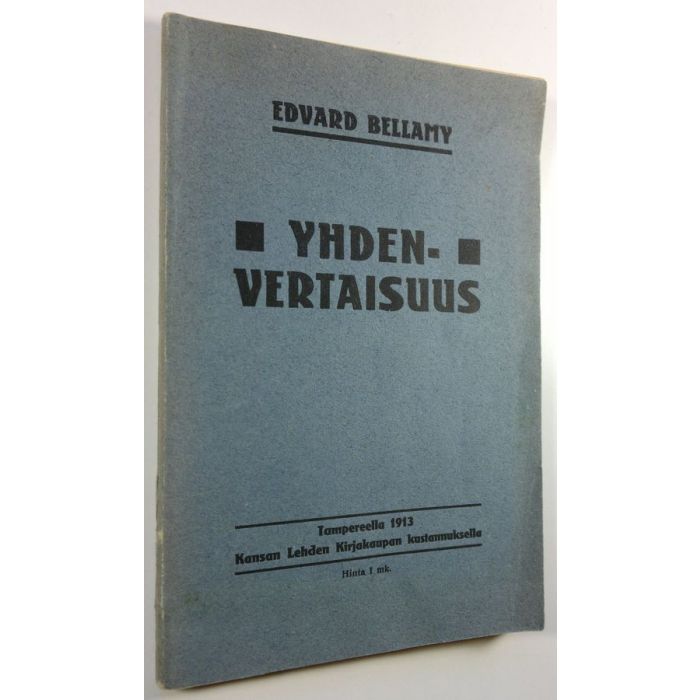 EDVARD BELLAMY
YHDEN-
VERTAISUUS
Tampereella 1913
Kansan Lehden Kirjakaupan kustannuksella
Hinta 1 mk.